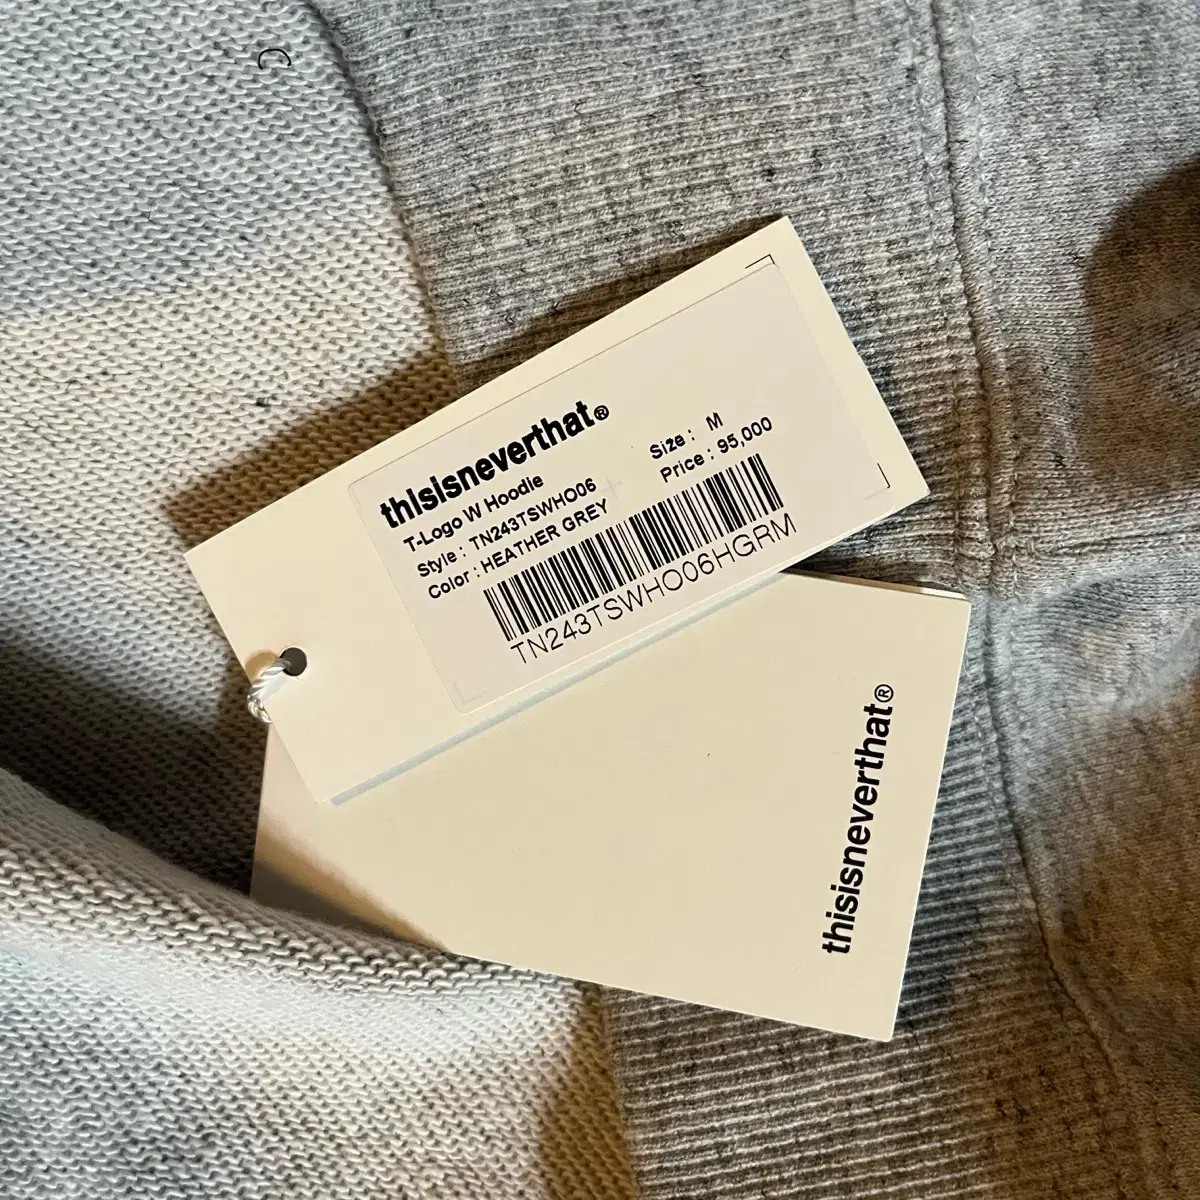 thisisneverthat®
T-Logo W Hoodie
Style : TN243TSWHO06
Color : HEATHER GREY
Size : M
Price : 95,000
TN243TSWHO06HGRM
thisisneverthat®